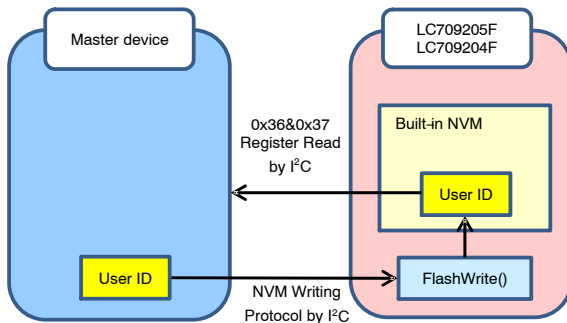 Master device
LC709205F
LC709204F
0x36&0x37
Register Read
by I²C
Built-in NVM
User ID
User ID
FlashWrite()
NVM Writing
Protocol by I²C